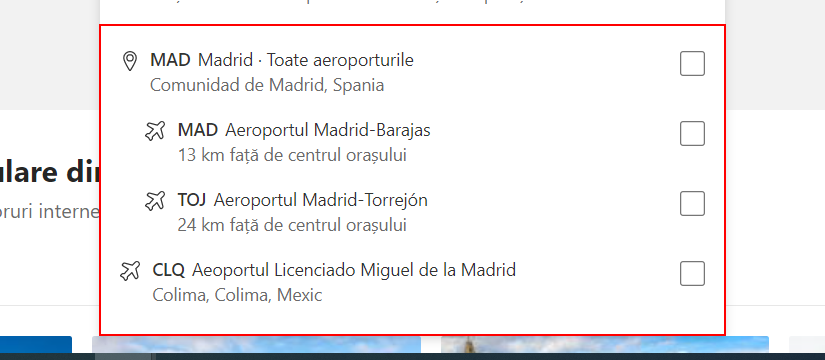 MAD Madrid · Toate aeroporturile
Comunidad de Madrid, Spania
MAD Aeroportul Madrid-Barajas
13 km față de centrul orașului
TOJ Aeroportul Madrid-Torrejón
24 km față de centrul orașului
CLQ Aeoportul Licenciado Miguel de la Madrid
Colima, Colima, Mexic